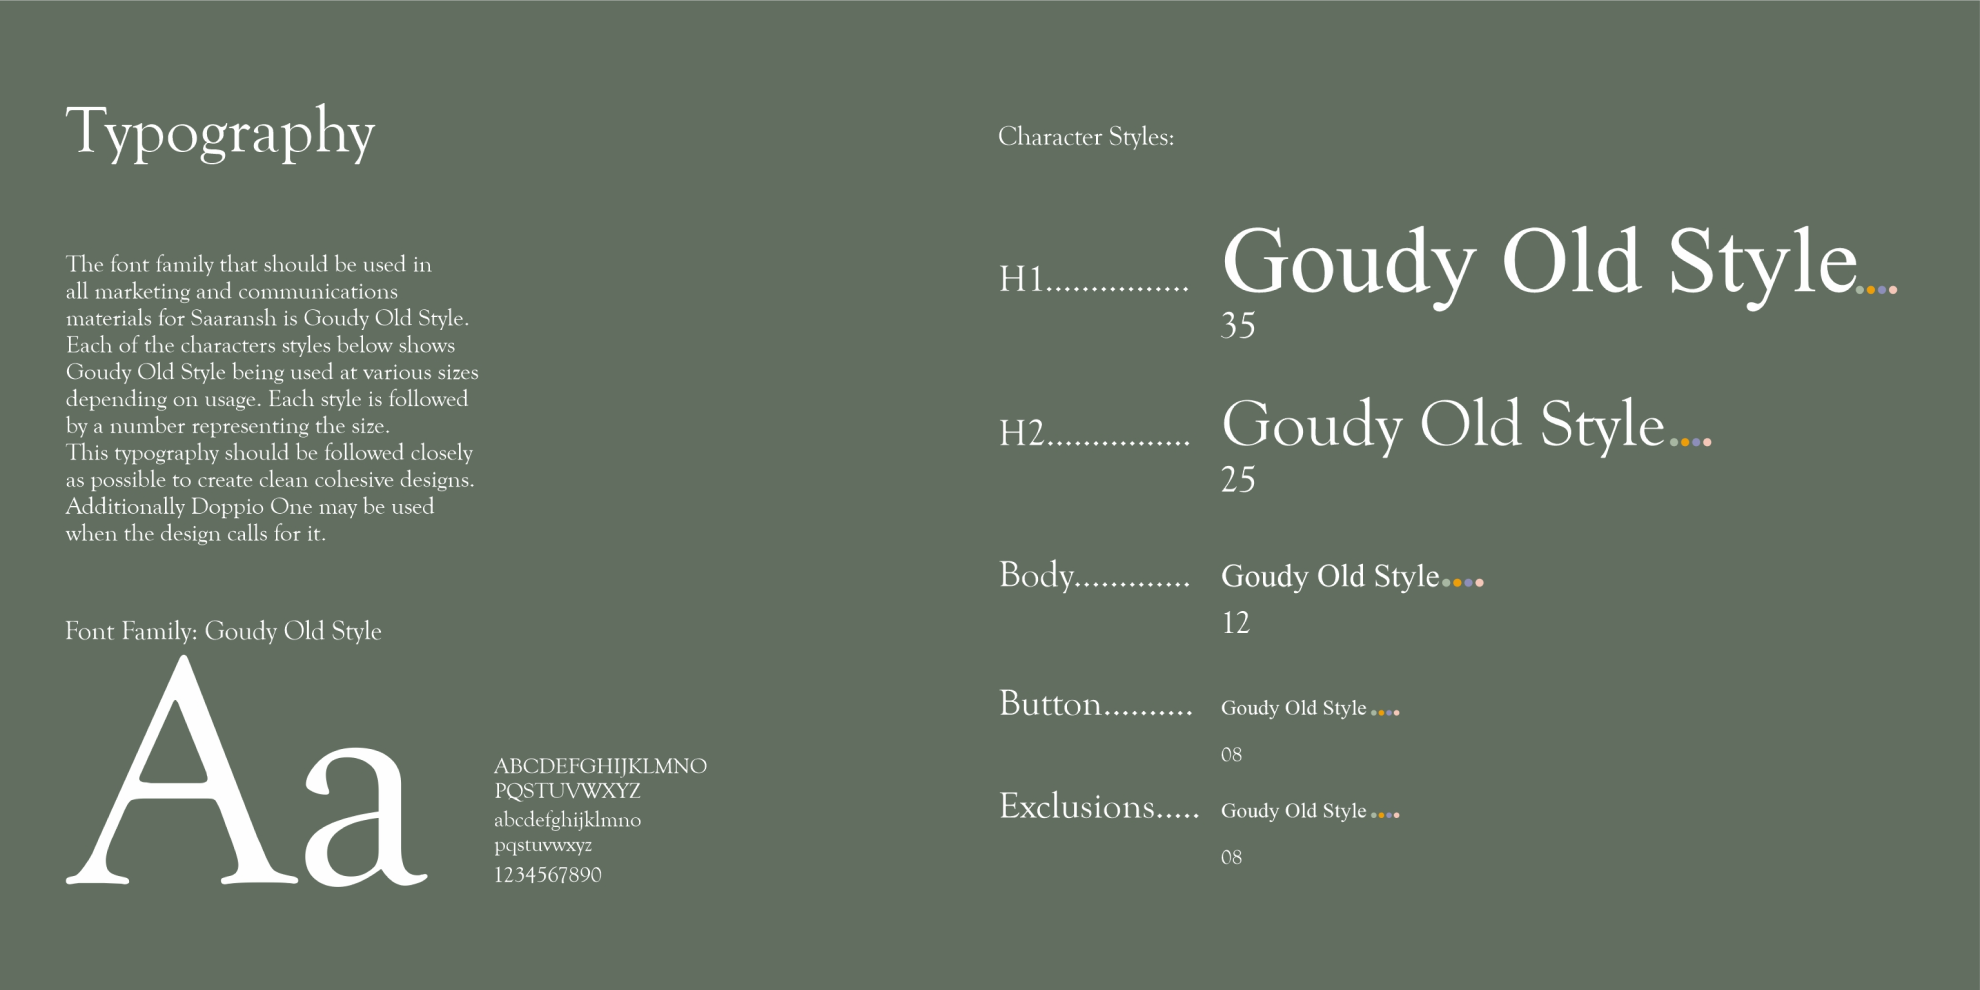 Typography
The font family that should be used in
all marketing and communications
materials for Saaransh is Goudy Old Style.
Each of the characters styles below shows
Goudy Old Style being used at various sizes
depending on usage. Each style is followed
by a number representing the size.
This typography should be followed closely
as possible to create clean cohesive designs.
Additionally Doppio One may be used
when the design calls for it.
Font Family: Goudy Old Style
Aa
ABCDEFGHIJKLMNO
PQSTUVWXYZ
abcdefghijklmno
pqstuvwxyz
1234567890
Character Styles:
H1................ Goudy Old Style....
35
H2................ Goudy Old Style....
25
Body............. Goudy Old Style....
12
Button.......... Goudy Old Style....
08
Exclusions..... Goudy Old Style....
08